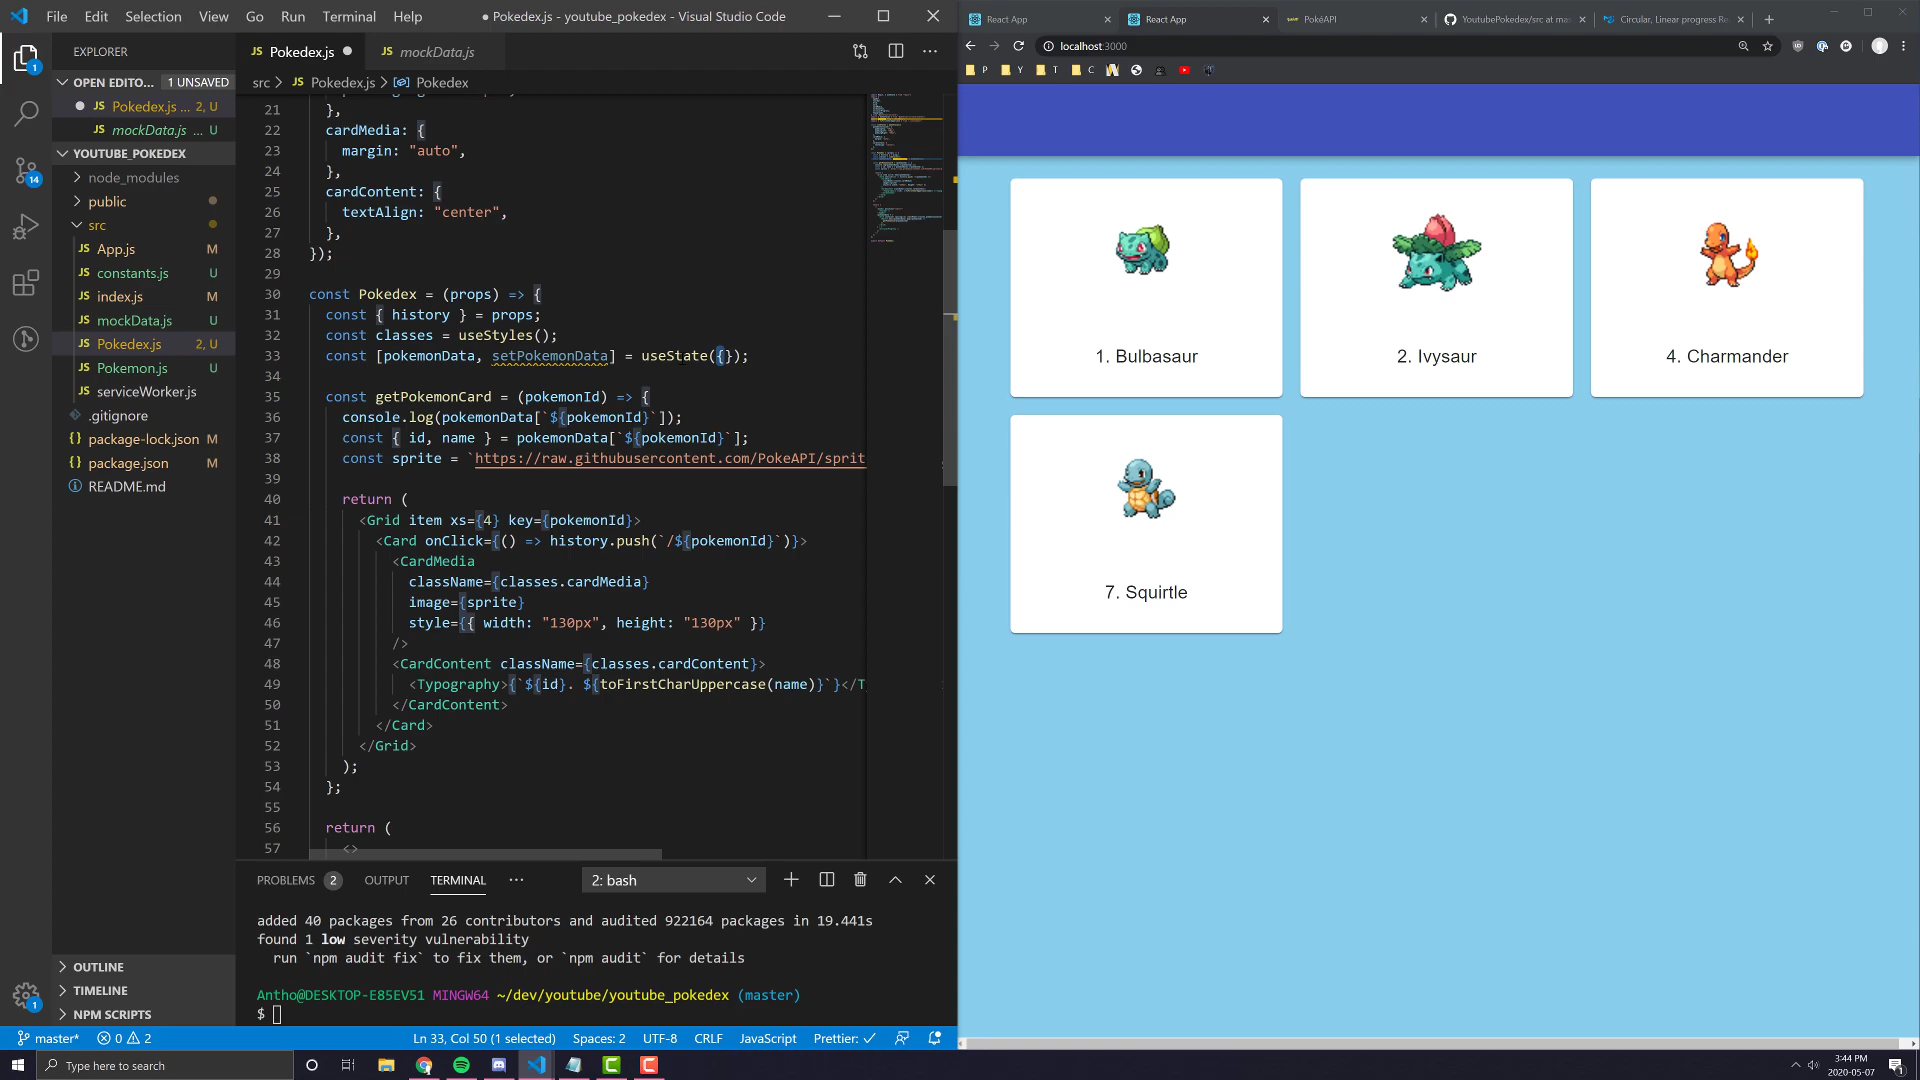 File Edit Selection View Go Run Terminal Help
● Pokedex.js - youtube_pokedex - Visual Studio Code
EXPLORER
OPEN EDITO... 1 UNSAVED
JS Pokedex.js ... 2, U
JS mockData.js ... U
YOUTUBE_POKEDEX
node_modules
public
src
JS App.js M
JS constants.js U
JS index.js M
JS mockData.js U
JS Pokedex.js 2, U
JS Pokemon.js U
JS serviceWorker.js
.gitignore
{} package-lock.json M
{} package.json M
README.md
OUTLINE
TIMELINE
NPM SCRIPTS
1
14
1
JS Pokedex.js ●
JS mockData.js
src > JS Pokedex.js > Pokedex
21 },
22 cardMedia: {
23 margin: "auto",
24 },
25 cardContent: {
26 textAlign: "center",
27 },
28 });
29
30 const Pokedex = (props) => {
31 const { history } = props;
32 const classes = useStyles();
33 const [pokemonData, setPokemonData] = useState({});
34
35 const getPokemonCard = (pokemonId) => {
36 console.log(pokemonData[`${pokemonId}`]);
37 const { id, name } = pokemonData[`${pokemonId}`];
38 const sprite = `https://raw.githubusercontent.com/PokeAPI/sprit
39
40 return (
41 <Grid item xs={4} key={pokemonId}>
42 <Card onClick={() => history.push(`/${pokemonId}`)}>
43 <CardMedia
44 className={classes.cardMedia}
45 image={sprite}
46 style={{ width: "130px", height: "130px" }}
47 />
48 <CardContent className={classes.cardContent}>
49 <Typography>{`${id}. ${toFirstCharUppercase(name)}`}</T
50 </CardContent>
51 </Card>
52 </Grid>
53 );
54 };
55
56 return (
57 <>
PROBLEMS 2 OUTPUT TERMINAL ... 2: bash
added 40 packages from 26 contributors and audited 922164 packages in 19.441s
found 1 low severity vulnerability
run `npm audit fix` to fix them, or `npm audit` for details
Antho@DESKTOP-E85EV51 MINGW64 ~/dev/youtube/youtube_pokedex (master)
$
master* 0 2 Ln 33, Col 50 (1 selected) Spaces: 2 UTF-8 CRLF JavaScript Prettier: ✓
React App
React App
PokéAPI
YoutubePokedex/src at mas
Circular, Linear progress Re
localhost:3000
P Y T C
1. Bulbasaur
2. Ivysaur
4. Charmander
7. Squirtle
Type here to search
3:44 PM
2020-05-07
1